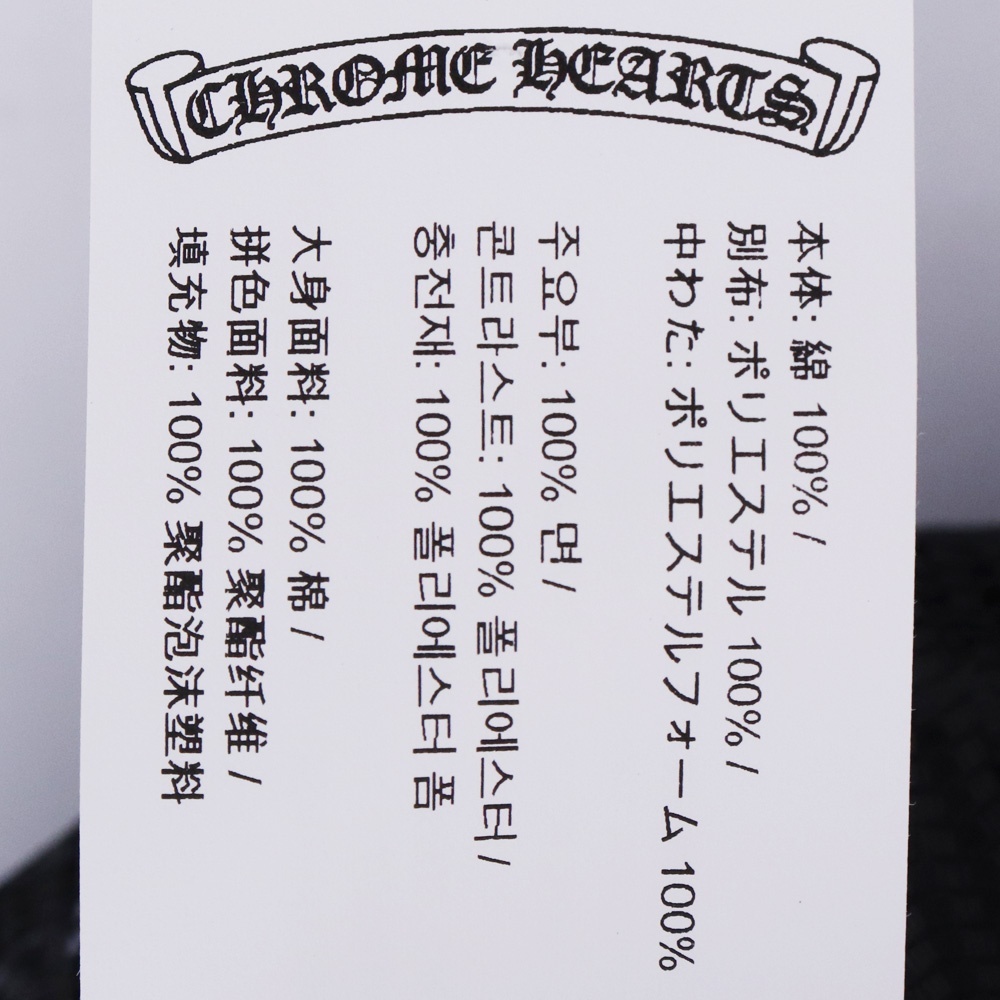 CHROME HEARTS
本体: 綿 100% /
別布: ポリエステル 100% /
中わた: ポリエステルフォーム 100%
주요부: 100% 면 /
콘트라스트: 100% 폴리에스터 /
충전재: 100% 폴리에스터 폼
大身面料: 100% 棉 /
拼色面料: 100% 聚酯纤维 /
填充物: 100% 聚酯泡沫塑料